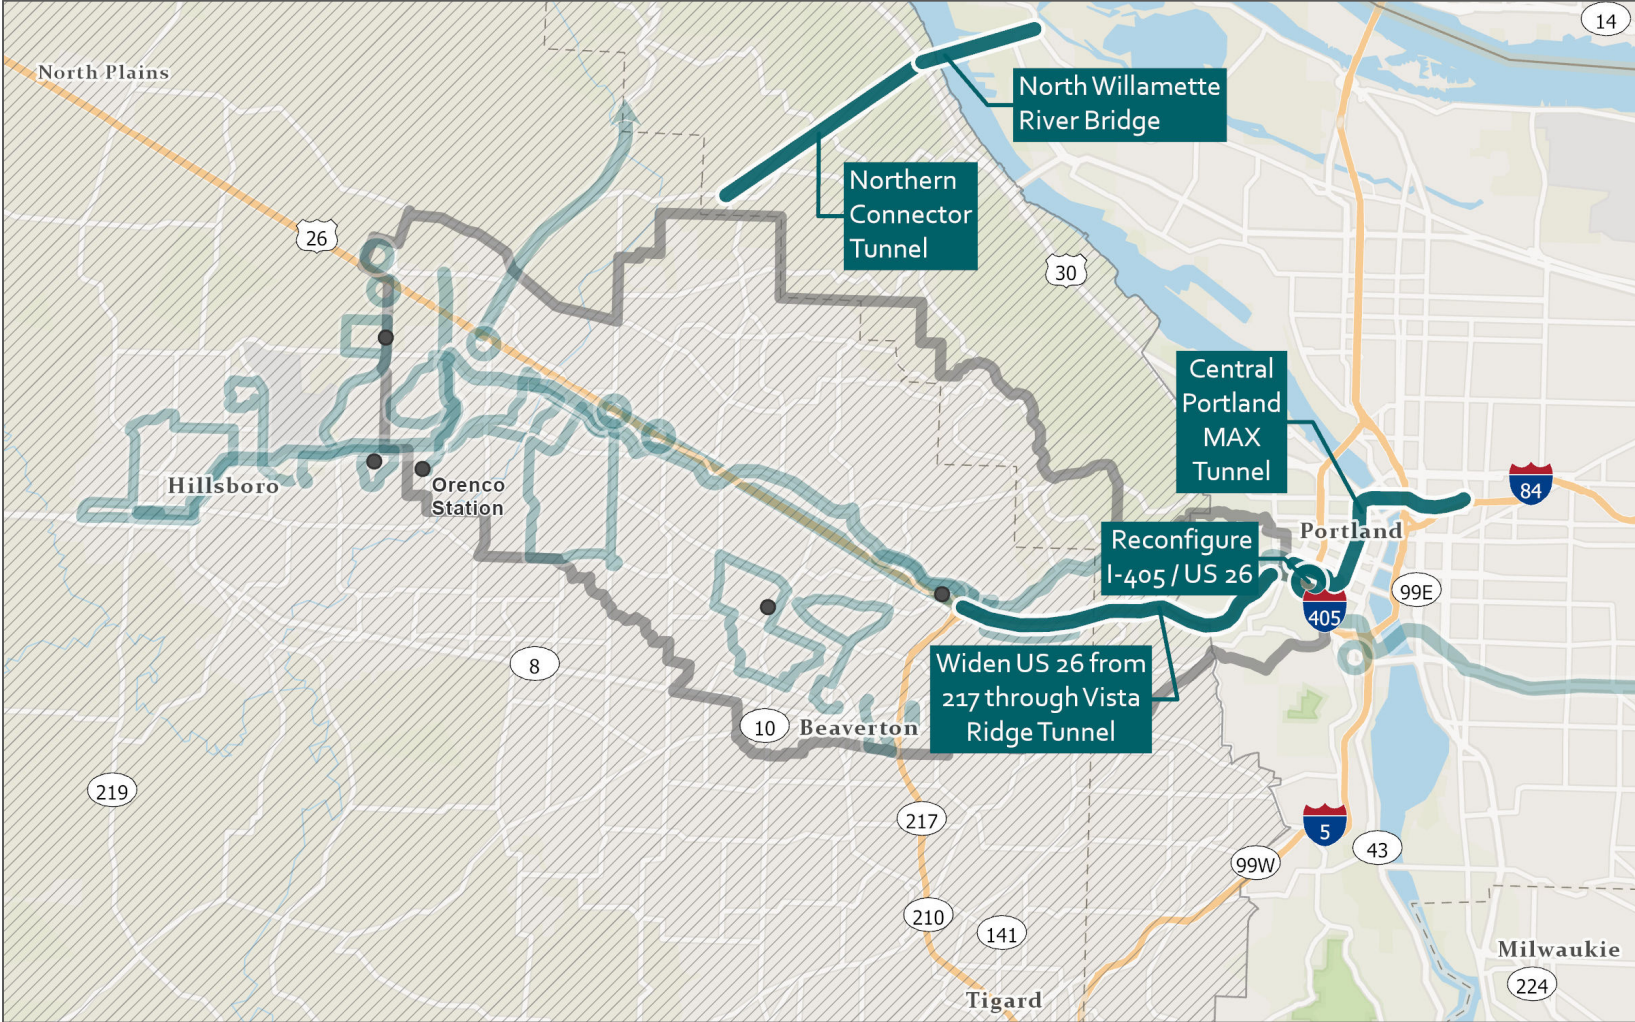 14
North Plains
North Willamette
River Bridge
Northern
Connector
Tunnel
26
30
Central
Portland
MAX
Tunnel
84
Hillsboro
Orenco
Station
Portland
Reconfigure
I-405 / US 26
99E
405
Widen US 26 from
217 through Vista
Ridge Tunnel
8
10
Beaverton
219
217
5
43
99W
210
141
Milwaukie
224
Tigard